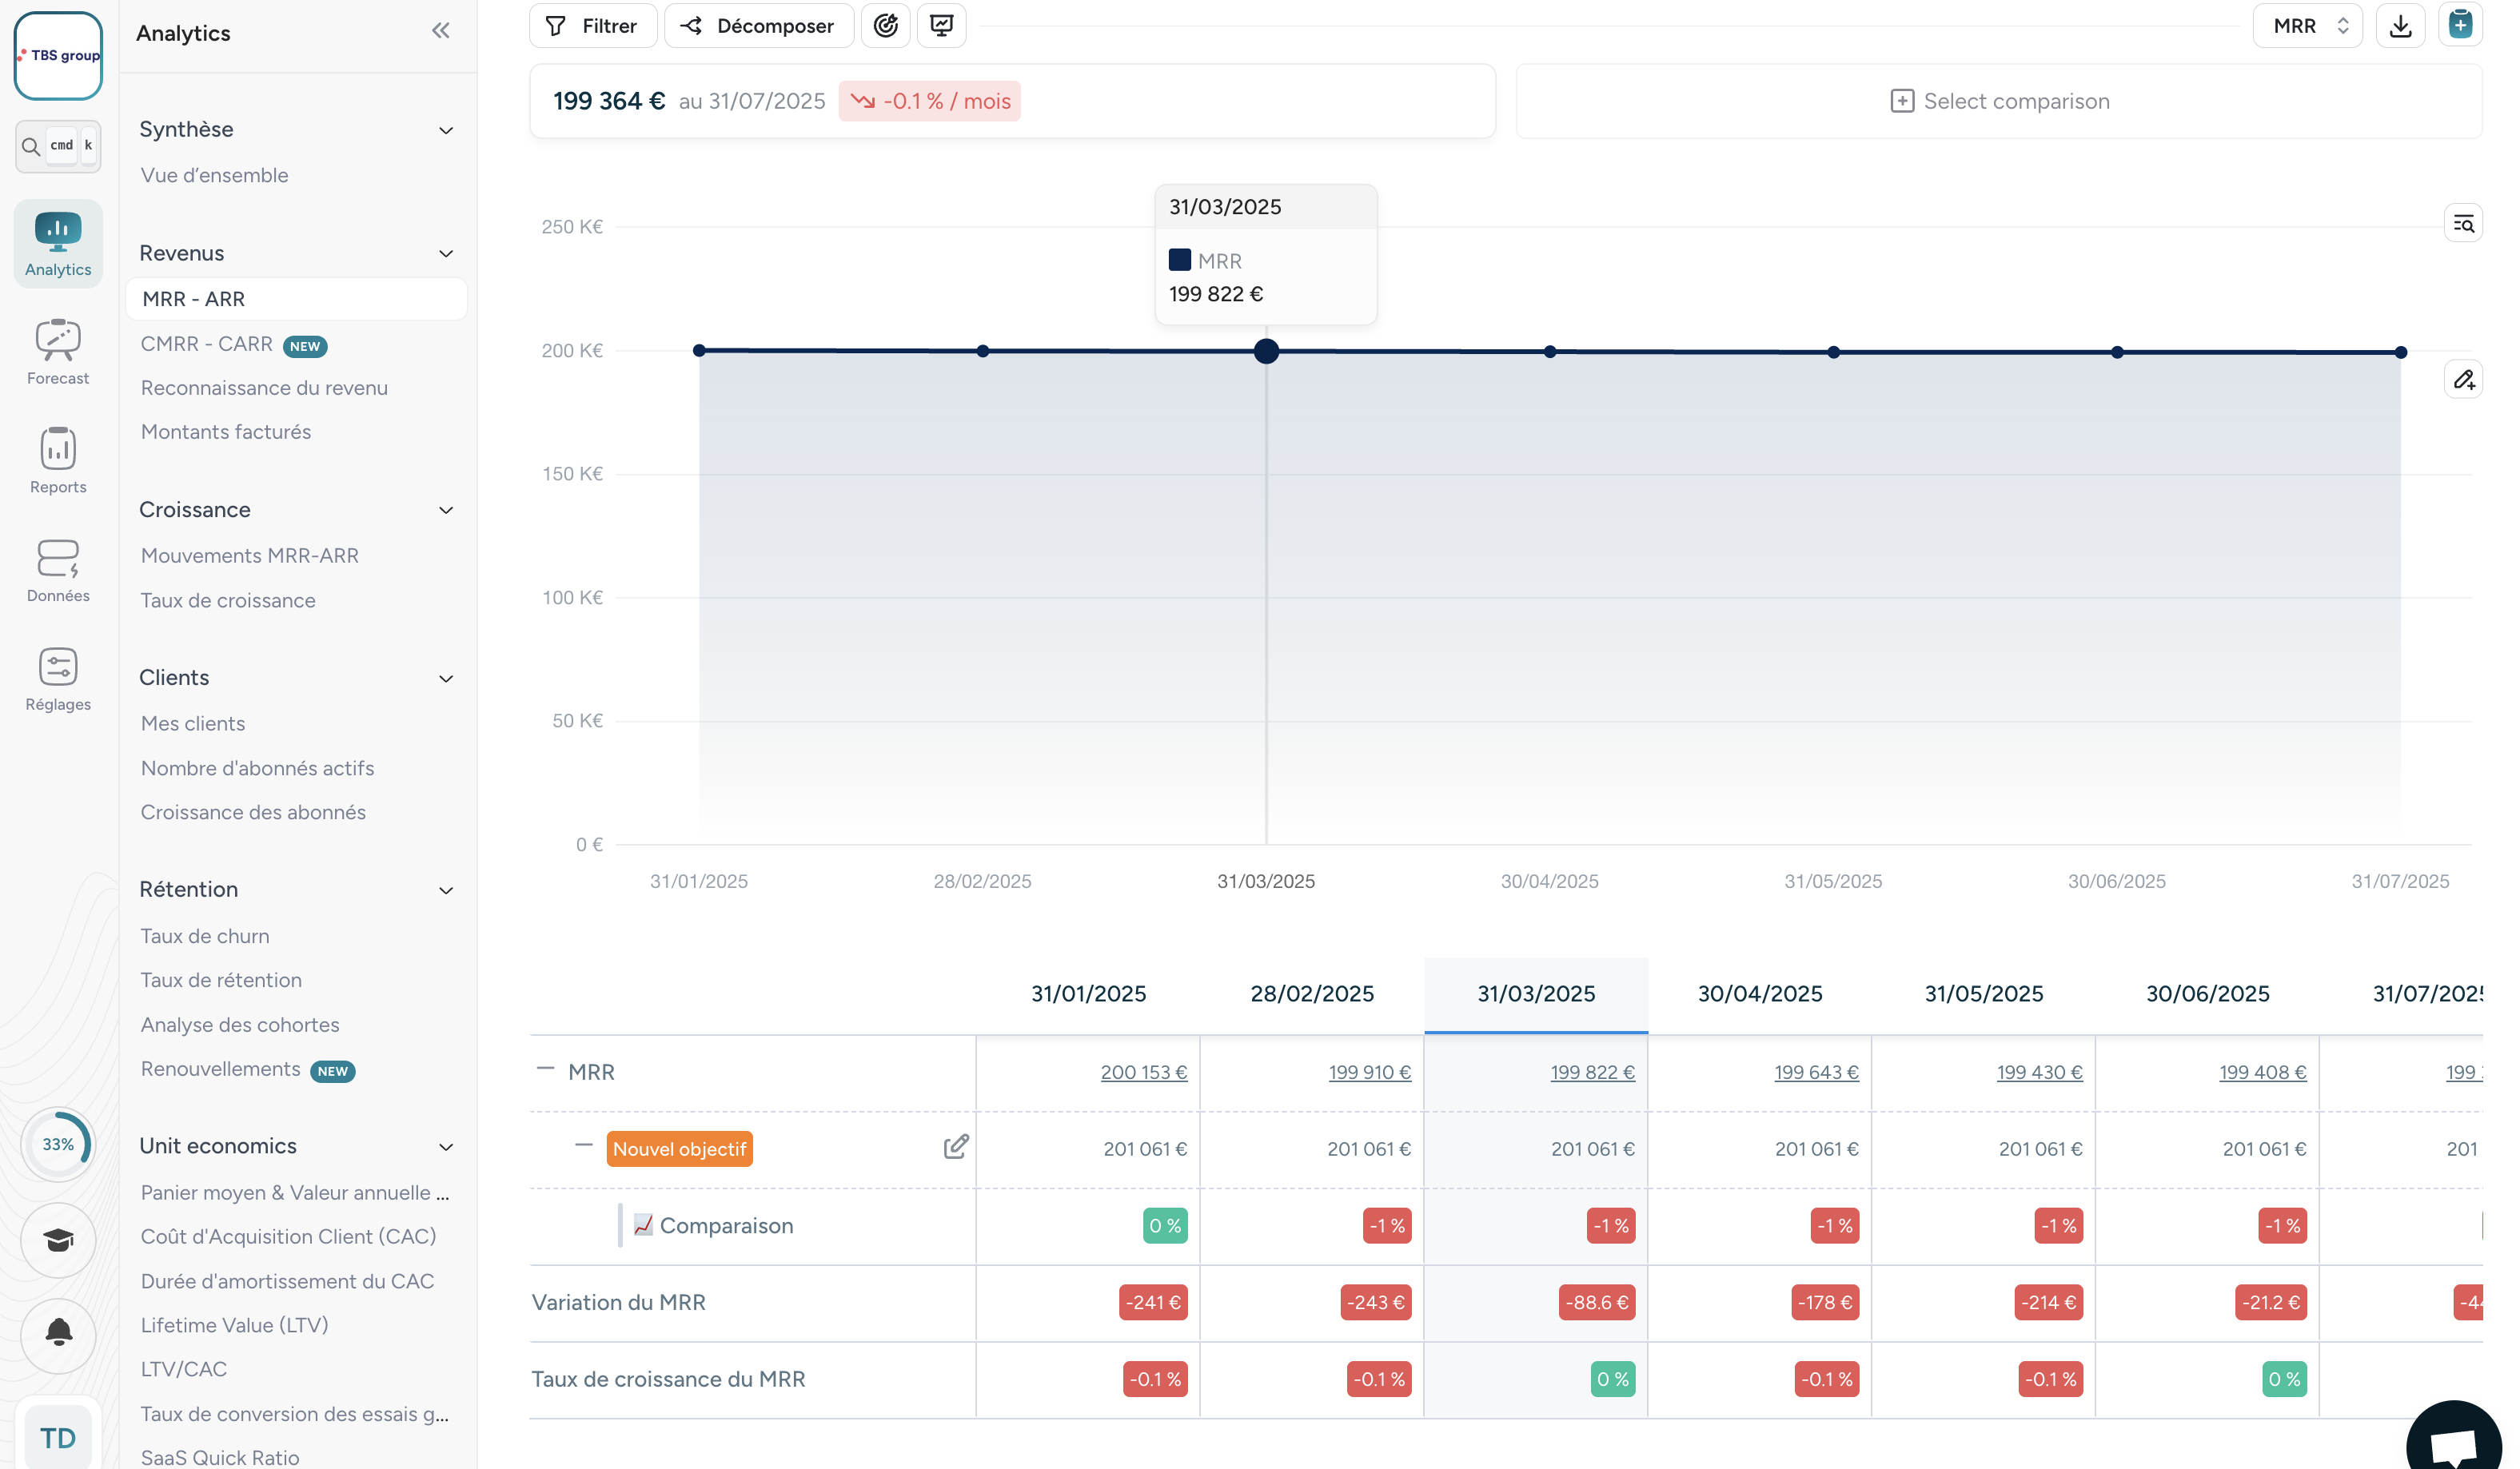 TBS group
cmd k
Analytics
Forecast
Reports
Données
Réglages
33%
TD
Analytics
Synthèse
Vue d’ensemble
Revenus
MRR - ARR
CMRR - CARR NEW
Reconnaissance du revenu
Montants facturés
Croissance
Mouvements MRR-ARR
Taux de croissance
Clients
Mes clients
Nombre d'abonnés actifs
Croissance des abonnés
Rétention
Taux de churn
Taux de rétention
Analyse des cohortes
Renouvellements NEW
Unit economics
Panier moyen & Valeur annuelle ...
Coût d'Acquisition Client (CAC)
Durée d'amortissement du CAC
Lifetime Value (LTV)
LTV/CAC
Taux de conversion des essais g...
SaaS Quick Ratio
Filtrer Décomposer MRR
199 364 € au 31/07/2025 -0.1 % / mois
Select comparison
31/03/2025
MRR
199 822 €
250 K€
200 K€
150 K€
100 K€
50 K€
0 €
31/01/2025 28/02/2025 31/03/2025 30/04/2025 31/05/2025 30/06/2025 31/07/2025
31/01/2025 28/02/2025 31/03/2025 30/04/2025 31/05/2025 30/06/2025 31/07/2025
MRR 200 153 € 199 910 € 199 822 € 199 643 € 199 430 € 199 408 € 199
Nouvel objectif 201 061 € 201 061 € 201 061 € 201 061 € 201 061 € 201 061 € 201
Comparaison 0 % -1 % -1 % -1 % -1 % -1 %
Variation du MRR -241 € -243 € -88.6 € -178 € -214 € -21.2 € -44
Taux de croissance du MRR -0.1 % -0.1 % 0 % -0.1 % -0.1 % 0 %